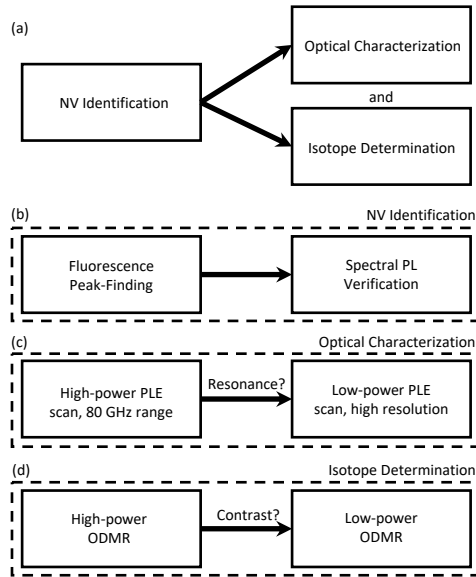 (a)
Optical Characterization
NV Identification
and
Isotope Determination
(b)
NV Identification
Fluorescence
Peak-Finding
Spectral PL
Verification
(c)
Optical Characterization
High-power PLE
scan, 80 GHz range
Resonance?
Low-power PLE
scan, high resolution
(d)
Isotope Determination
High-power
ODMR
Contrast?
Low-power
ODMR